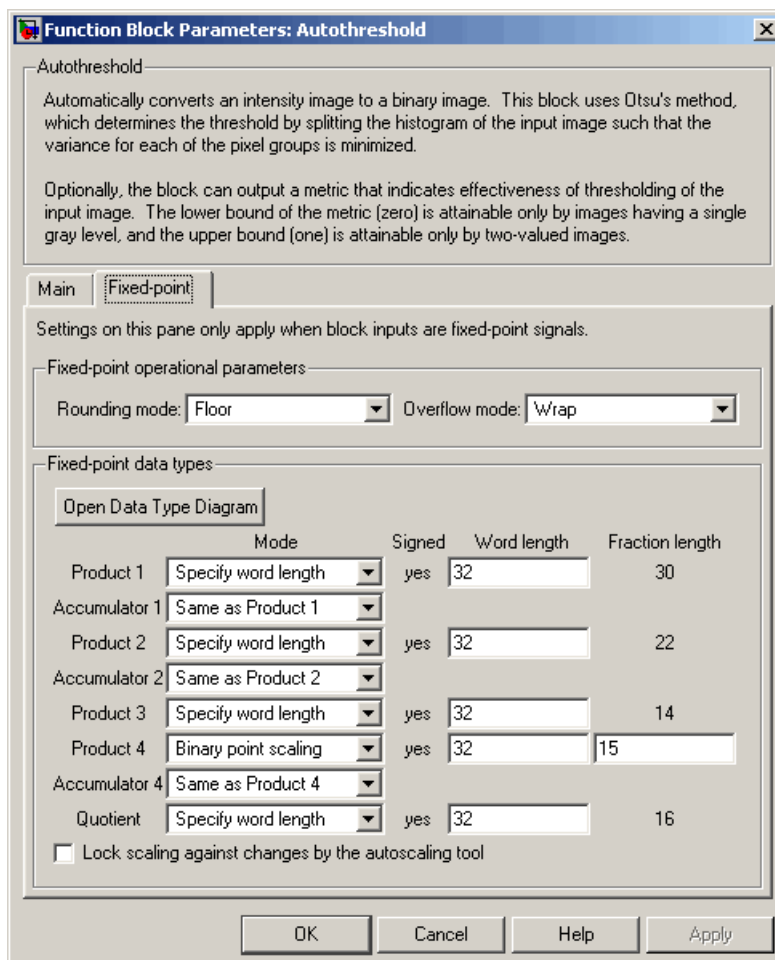 Function Block Parameters: Autothreshold
Autothreshold
Automatically converts an intensity image to a binary image.  This block uses Otsu's method,
which determines the threshold by splitting the histogram of the input image such that the
variance for each of the pixel groups is minimized.
Optionally, the block can output a metric that indicates effectiveness of thresholding of the
input image.  The lower bound of the metric (zero) is attainable only by images having a single
gray level, and the upper bound (one) is attainable only by two-valued images.
Main Fixed-point
Settings on this pane only apply when block inputs are fixed-point signals.
Fixed-point operational parameters
Rounding mode: Floor Overflow mode: Wrap
Fixed-point data types
Open Data Type Diagram
Mode Signed Word length Fraction length
Product 1 Specify word length yes 32 30
Accumulator 1 Same as Product 1
Product 2 Specify word length yes 32 22
Accumulator 2 Same as Product 2
Product 3 Specify word length yes 32 14
Product 4 Binary point scaling yes 32 15
Accumulator 4 Same as Product 4
Quotient Specify word length yes 32 16
Lock scaling against changes by the autoscaling tool
OK Cancel Help Apply